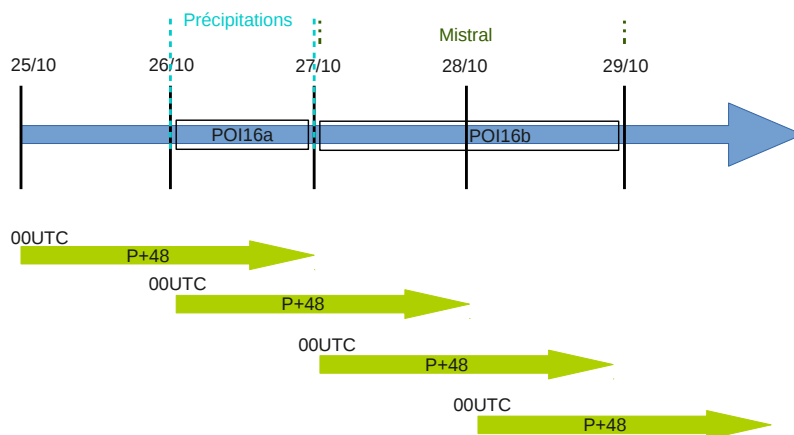 Précipitations
Mistral
25/10 26/10 27/10 28/10 29/10
POI16a POI16b
00UTC
P+48
00UTC
P+48
00UTC
P+48
00UTC
P+48